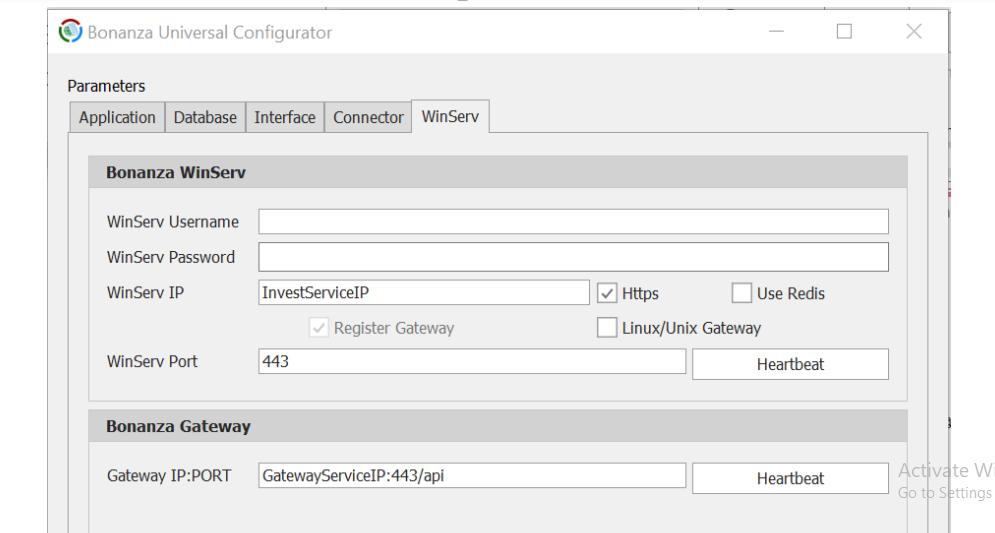 Bonanza Universal Configurator
Parameters
Application Database Interface Connector WinServ
Bonanza WinServ
WinServ Username
WinServ Password
WinServ IP InvestServiceIP Https Use Redis
Register Gateway Linux/Unix Gateway
WinServ Port 443 Heartbeat
Bonanza Gateway
Gateway IP:PORT GatewayServiceIP:443/api Heartbeat
Activate
Go to Settings